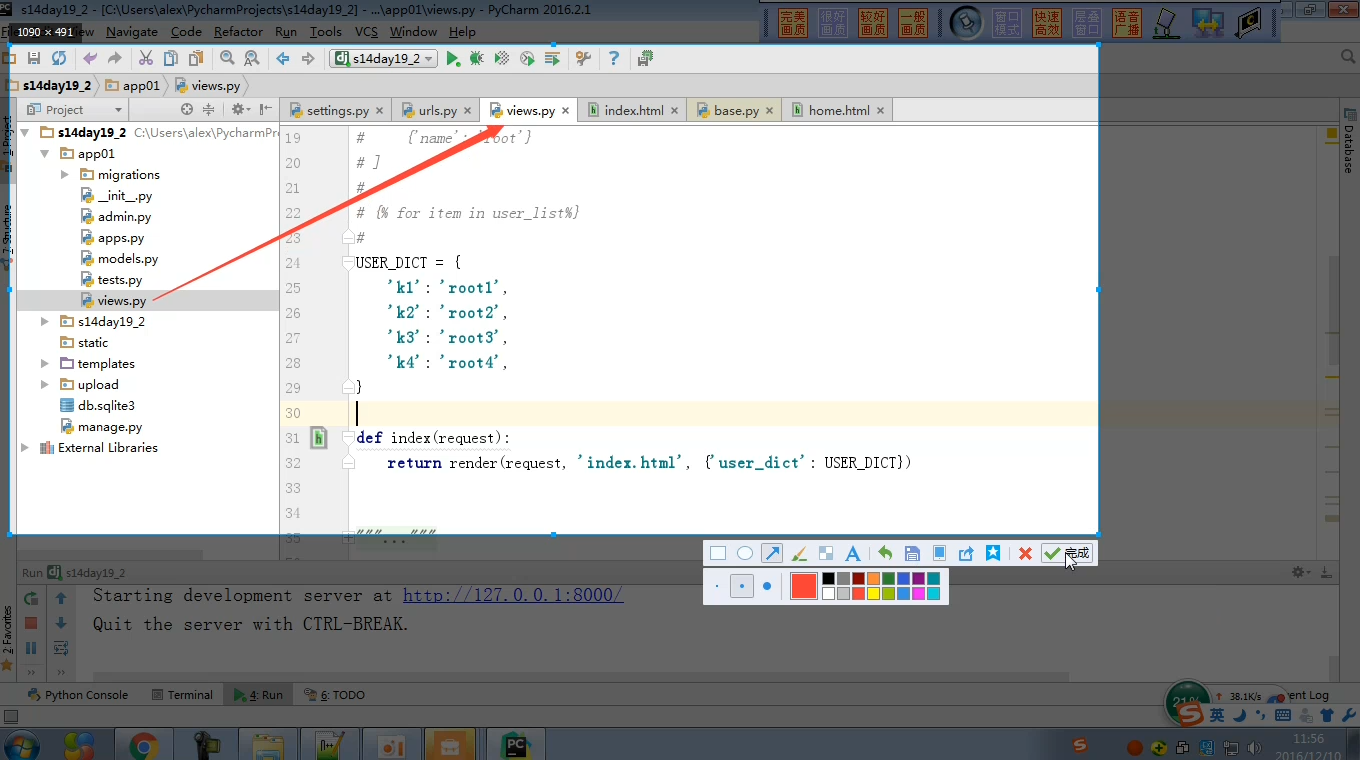 s14day19_2 - [C:\Users\alex\PycharmProjects\s14day19_2] - ...\app01\views.py - PyCharm 2016.2.1
完美画质 很好画质 较好画质 一般画质 窗口模式 快速高效 层叠窗口 语音广播
1090 × 491
Navigate Code Refactor Run Tools VCS Window Help
s14day19_2
s14day19_2 app01 views.py
Project
settings.py urls.py views.py index.html base.py home.html
1: Project
7: Structure
2: Favorites
Database
s14day19_2 C:\Users\alex\PycharmPr
app01
migrations
__init__.py
admin.py
apps.py
models.py
tests.py
views.py
s14day19_2
static
templates
upload
db.sqlite3
manage.py
External Libraries
19 # {'name': 'root'}
20 # ]
21 #
22 # {% for item in user_list%}
23 #
24 USER_DICT = {
25 'k1': 'root1',
26 'k2': 'root2',
27 'k3': 'root3',
28 'k4': 'root4',
29 }
30
31 def index(request):
32 return render(request, 'index.html', {'user_dict': USER_DICT})
33
34
35 """..."""
完成
Run s14day19_2
Starting development server at http://127.0.0.1:8000/
Quit the server with CTRL-BREAK.
Python Console Terminal 4: Run 6: TODO
21% 38.1K/s ent Log
英
11:56
2016/12/10